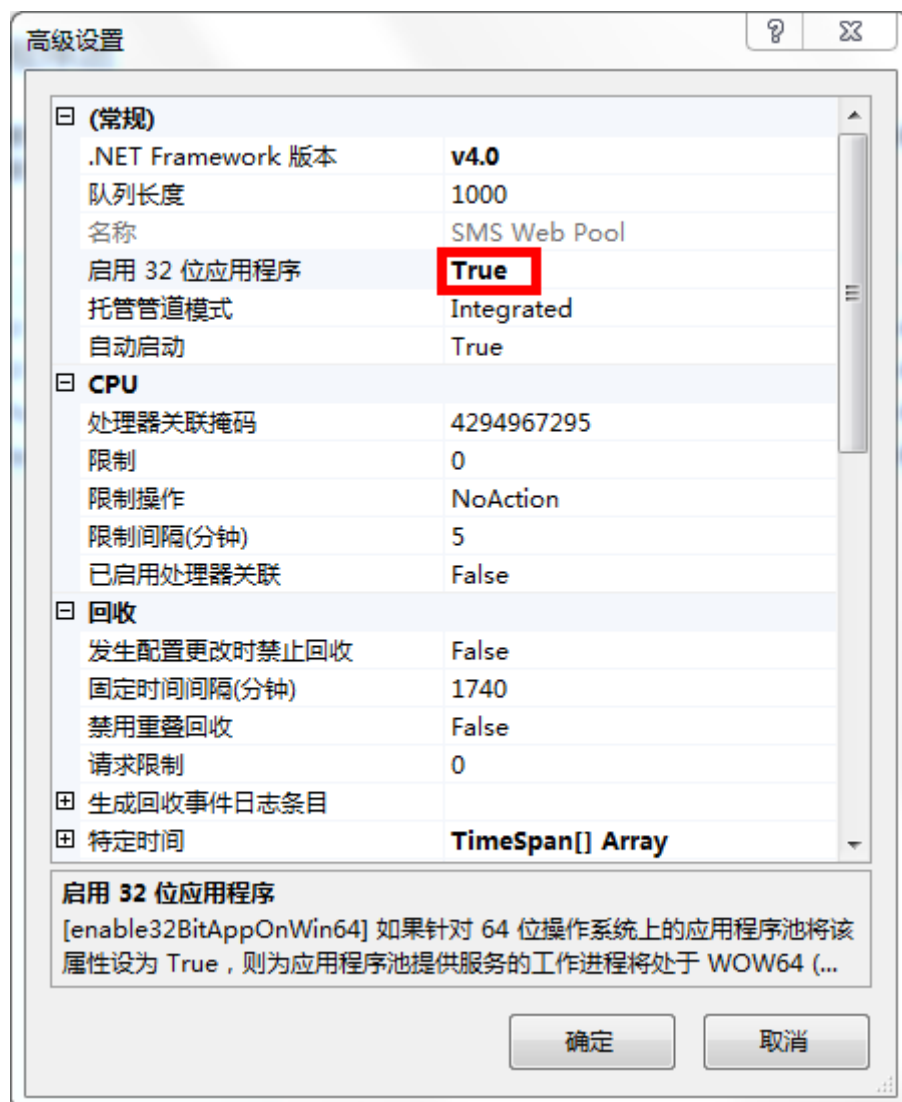 高级设置
(常规)
.NET Framework 版本 v4.0
队列长度 1000
名称 SMS Web Pool
启用 32 位应用程序 True
托管管道模式 Integrated
自动启动 True
CPU
处理器关联掩码 4294967295
限制 0
限制操作 NoAction
限制间隔(分钟) 5
已启用处理器关联 False
回收
发生配置更改时禁止回收 False
固定时间间隔(分钟) 1740
禁用重叠回收 False
请求限制 0
生成回收事件日志条目
特定时间 TimeSpan[] Array
启用 32 位应用程序
[enable32BitAppOnWin64] 如果针对 64 位操作系统上的应用程序池将该
属性设为 True，则为应用程序池提供服务的工作进程将处于 WOW64 (...
确定 取消